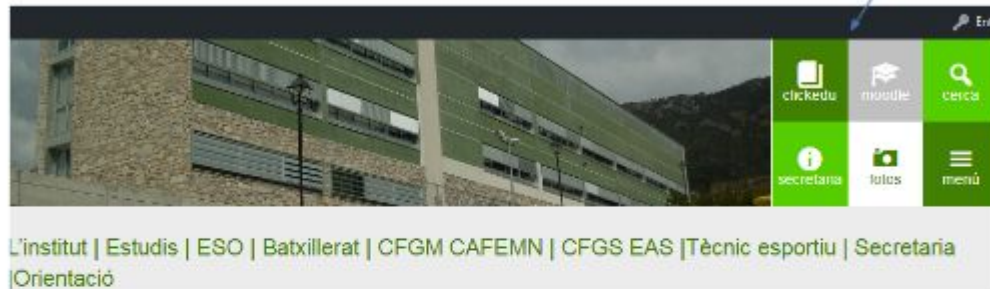 clickedu
moodle
cerca
secretaria
fotos
menú
L'institut | Estudis | ESO | Batxillerat | CFGM CAFEMN | CFGS EAS |Tècnic esportiu | Secretaria
|Orientació